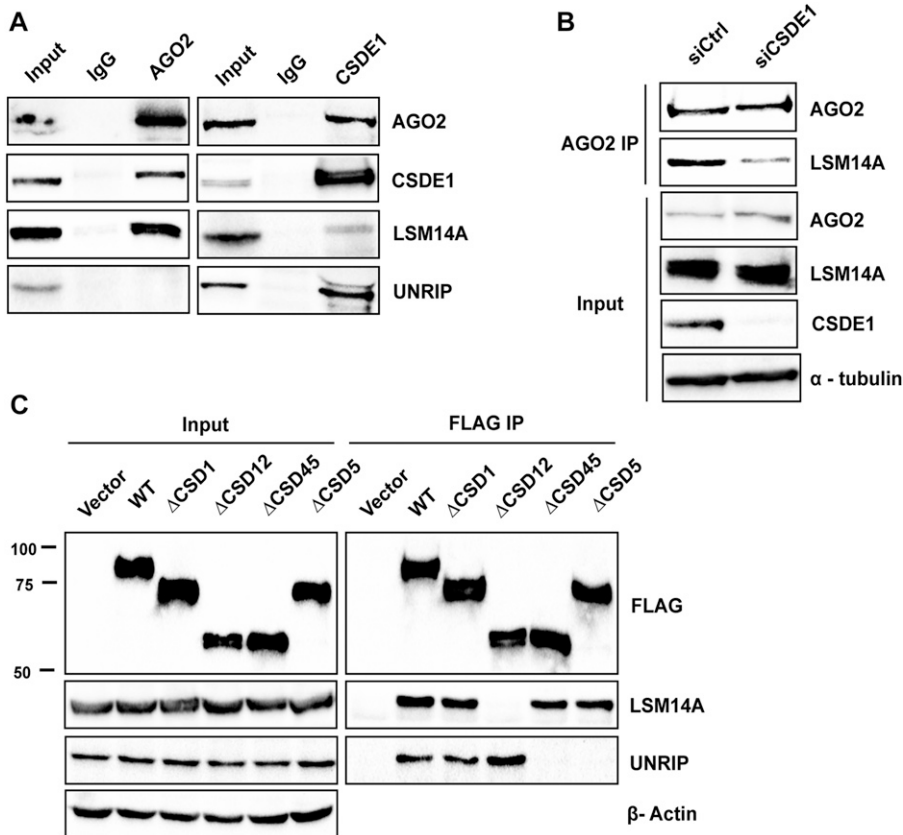 A
Input IgG AGO2 Input IgG CSDE1
AGO2
CSDE1
LSM14A
UNRIP
B
siCtrl siCSDE1
AGO2 IP
AGO2
LSM14A
Input
AGO2
LSM14A
CSDE1
α - tubulin
C
Input FLAG IP
Vector WT ΔCSD1 ΔCSD12 ΔCSD45 ΔCSD5 Vector WT ΔCSD1 ΔCSD12 ΔCSD45 ΔCSD5
100
75
50
FLAG
LSM14A
UNRIP
β- Actin